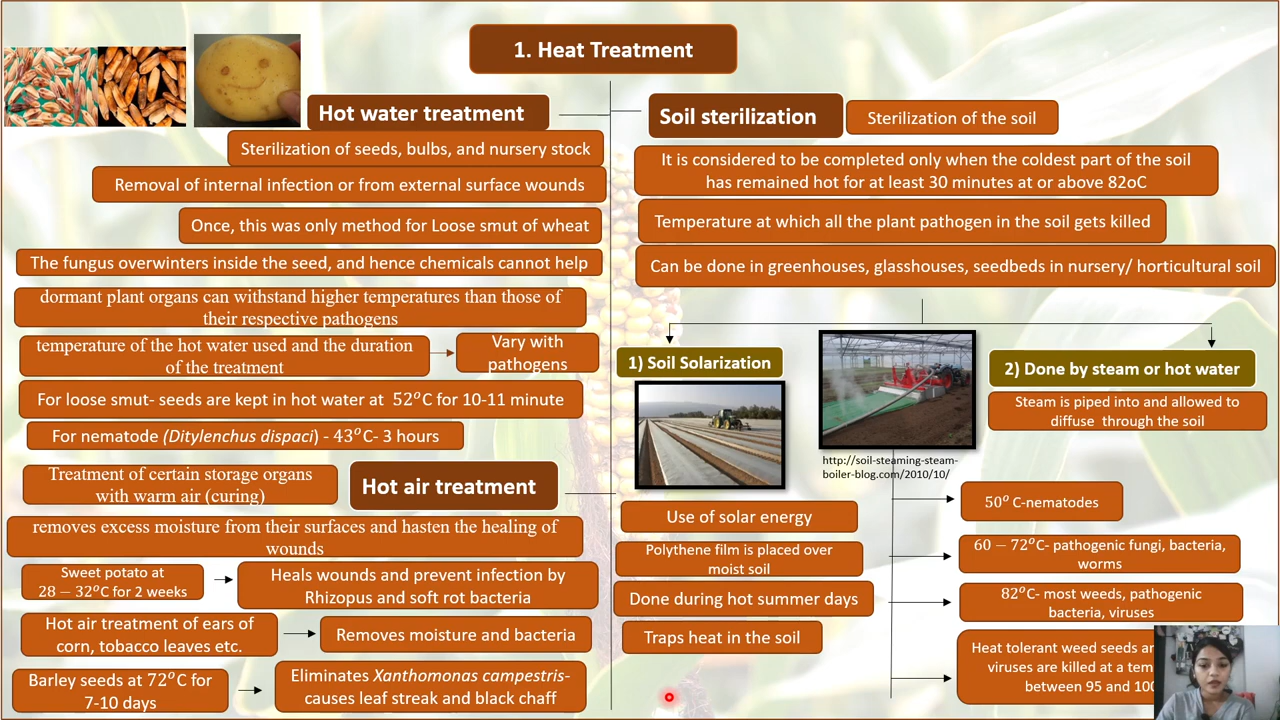 1. Heat Treatment
Hot water treatment
Sterilization of seeds, bulbs, and nursery stock
Removal of internal infection or from external surface wounds
Once, this was only method for Loose smut of wheat
The fungus overwinters inside the seed, and hence chemicals cannot help
dormant plant organs can withstand higher temperatures than those of
their respective pathogens
temperature of the hot water used and the duration
of the treatment
Vary with
pathogens
For loose smut- seeds are kept in hot water at 52°C for 10-11 minute
For nematode (Ditylenchus dispaci) - 43°C- 3 hours
Treatment of certain storage organs
with warm air (curing)
Hot air treatment
removes excess moisture from their surfaces and hasten the healing of
wounds
Sweet potato at
28 – 32°C for 2 weeks
Heals wounds and prevent infection by
Rhizopus and soft rot bacteria
Hot air treatment of ears of
corn, tobacco leaves etc.
Removes moisture and bacteria
Barley seeds at 72°C for
7-10 days
Eliminates Xanthomonas campestris-
causes leaf streak and black chaff
Soil sterilization
Sterilization of the soil
It is considered to be completed only when the coldest part of the soil
has remained hot for at least 30 minutes at or above 82oC
Temperature at which all the plant pathogen in the soil gets killed
Can be done in greenhouses, glasshouses, seedbeds in nursery/ horticultural soil
1) Soil Solarization
Use of solar energy
Polythene film is placed over
moist soil
Done during hot summer days
Traps heat in the soil
http://soil-steaming-steam-
boiler-blog.com/2010/10/
2) Done by steam or hot water
Steam is piped into and allowed to
diffuse through the soil
50° C-nematodes
60 – 72°C- pathogenic fungi, bacteria,
worms
82°C- most weeds, pathogenic
bacteria, viruses
Heat tolerant weed seeds
viruses are killed at a
between 95 and